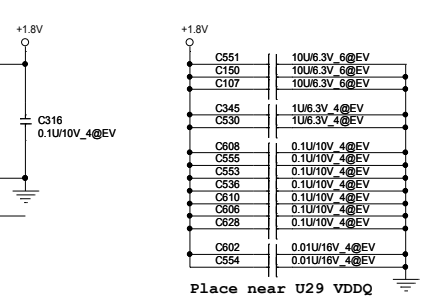 +1.8V
C316
0.1U/10V_4@EV
+1.8V
C551 10U/6.3V_6@EV
C150 10U/6.3V_6@EV
C107 10U/6.3V_6@EV
C345 1U/6.3V_4@EV
C530 1U/6.3V_4@EV
C608 0.1U/10V_4@EV
C555 0.1U/10V_4@EV
C553 0.1U/10V_4@EV
C536 0.1U/10V_4@EV
C610 0.1U/10V_4@EV
C606 0.1U/10V_4@EV
C628 0.1U/10V_4@EV
C602 0.01U/16V_4@EV
C554 0.01U/16V_4@EV
Place near U29 VDDQ